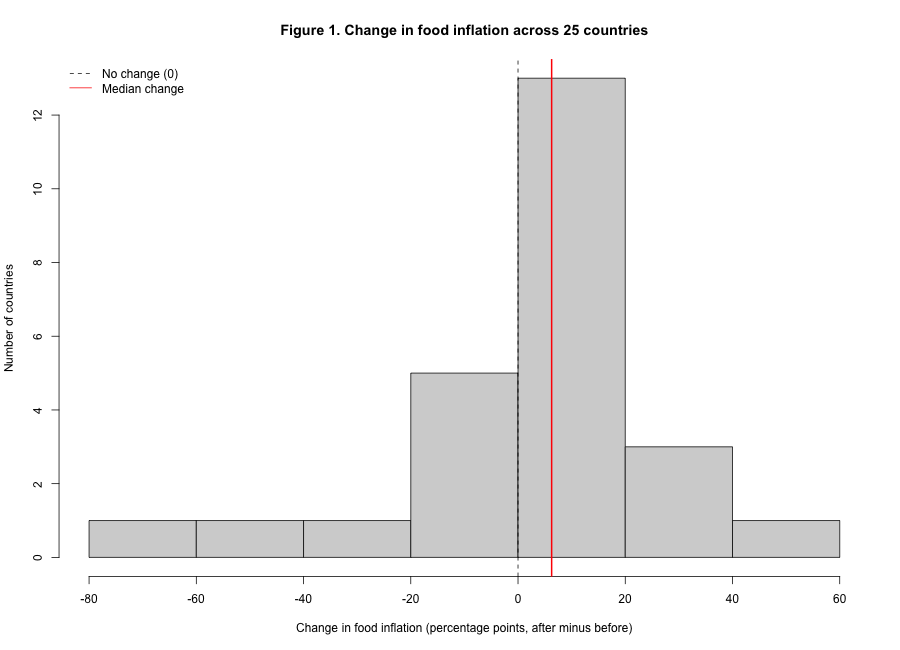 Figure 1. Change in food inflation across 25 countries
No change (0)
Median change
Number of countries
12
10
8
6
4
2
0
-80 -60 -40 -20 0 20 40 60
Change in food inflation (percentage points, after minus before)